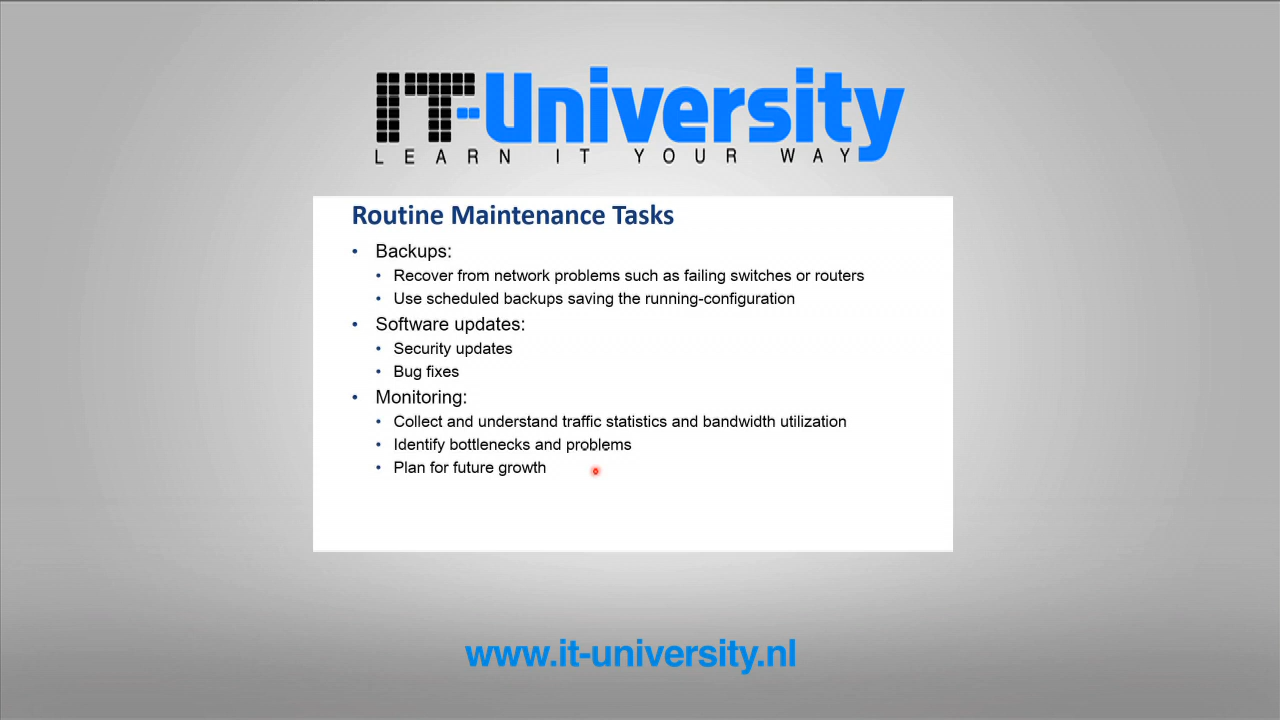 IT-University
LEARN IT YOUR WAY
Routine Maintenance Tasks
• Backups:
• Recover from network problems such as failing switches or routers
• Use scheduled backups saving the running-configuration
• Software updates:
• Security updates
• Bug fixes
• Monitoring:
• Collect and understand traffic statistics and bandwidth utilization
• Identify bottlenecks and problems
• Plan for future growth
www.it-university.nl